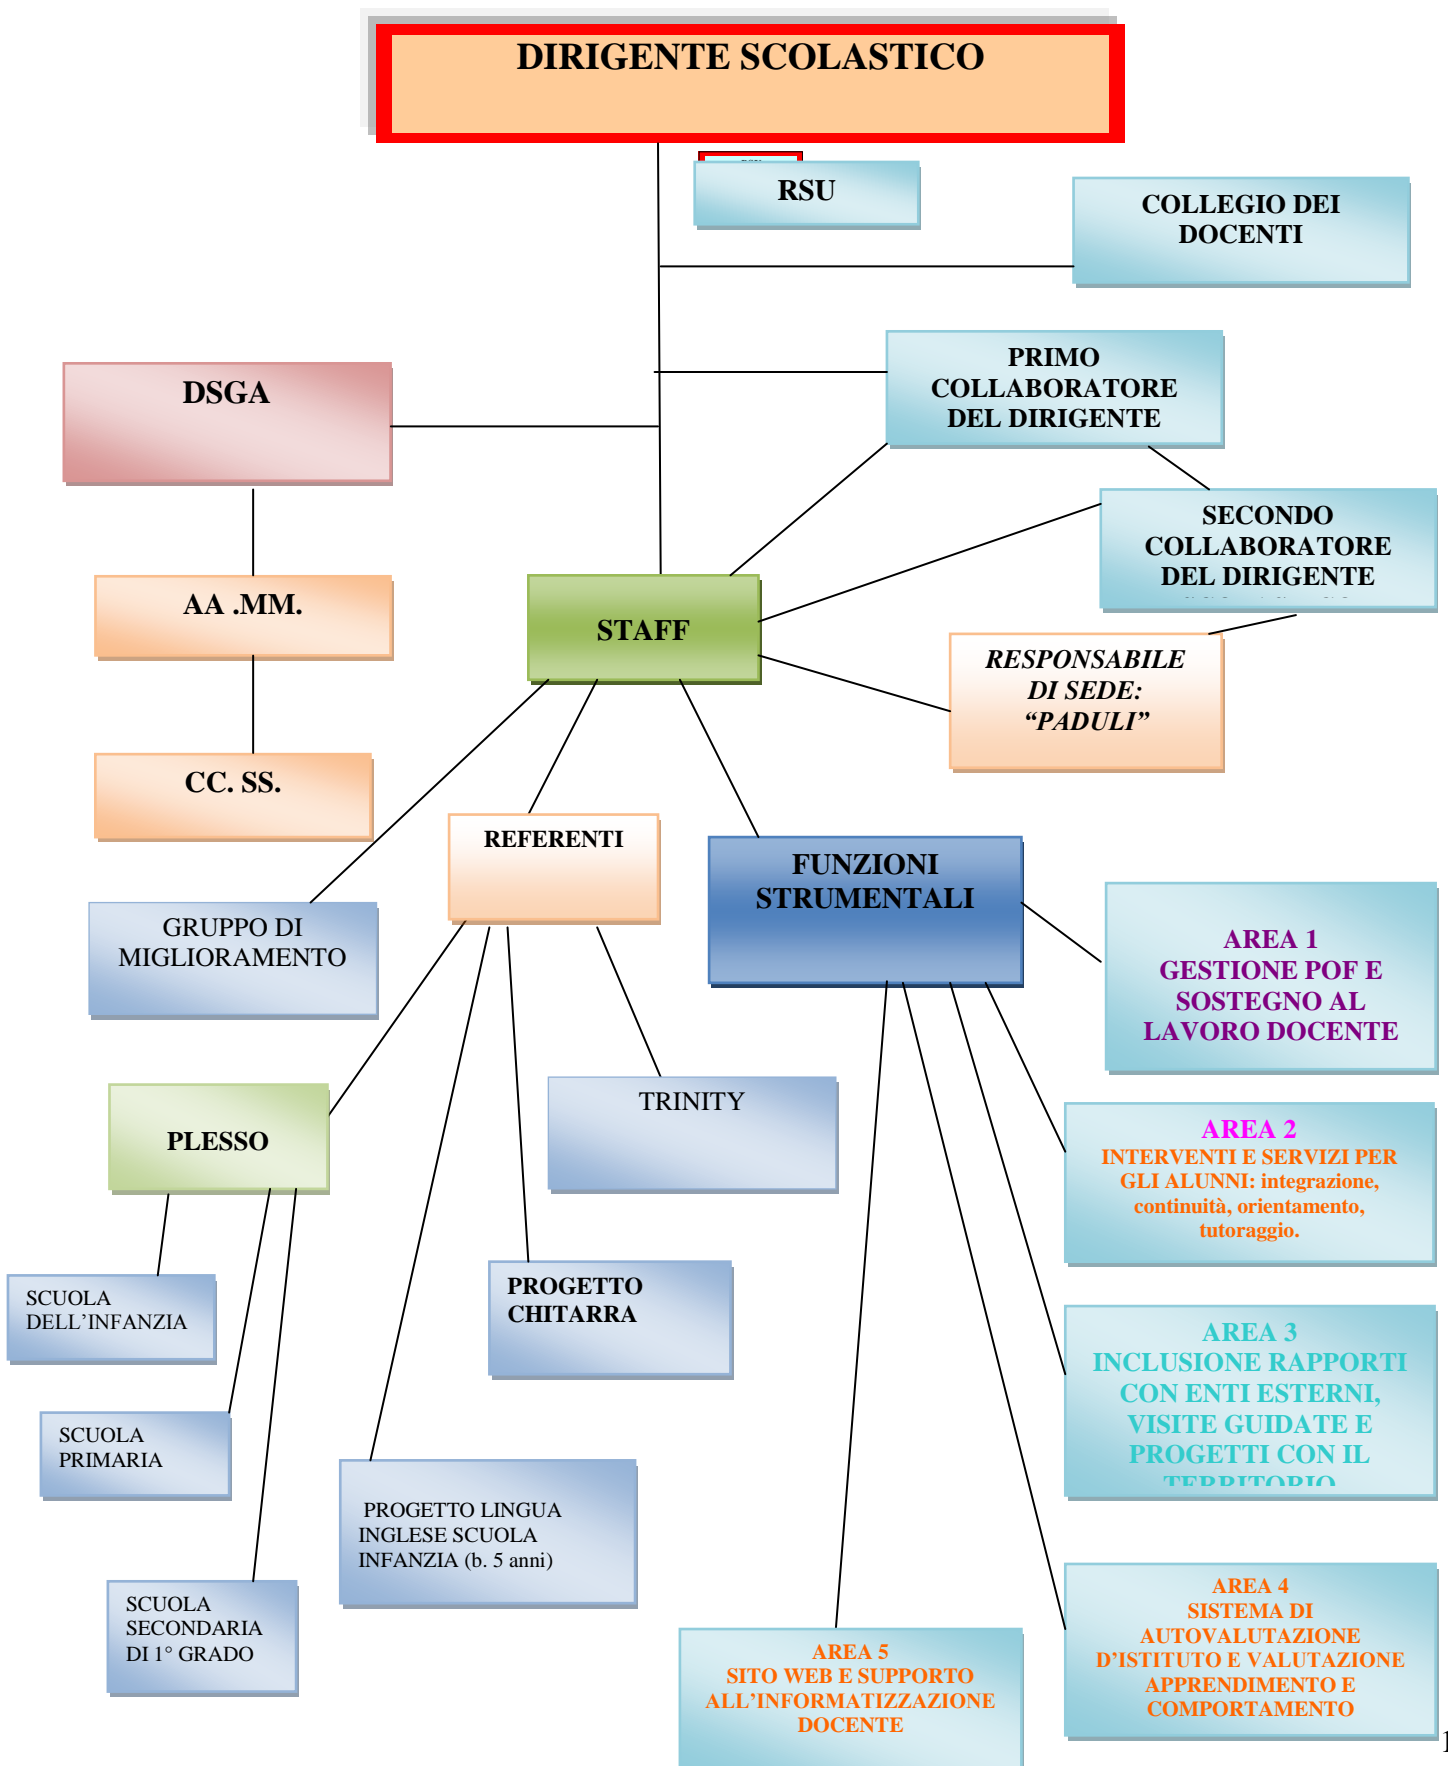 DIRIGENTE SCOLASTICO
RSU
COLLEGIO DEI
DOCENTI
PRIMO
COLLABORATORE
DEL DIRIGENTE
DSGA
SECONDO
COLLABORATORE
DEL DIRIGENTE
AA .MM.
STAFF
RESPONSABILE
DI SEDE:
“PADULI”
CC. SS.
REFERENTI
FUNZIONI
STRUMENTALI
GRUPPO DI
MIGLIORAMENTO
AREA 1
GESTIONE POF E
SOSTEGNO AL
LAVORO DOCENTE
PLESSO
TRINITY
AREA 2
INTERVENTI E SERVIZI PER
GLI ALUNNI: integrazione,
continuità, orientamento,
tutoraggio.
SCUOLA
DELL’INFANZIA
PROGETTO
CHITARRA
AREA 3
INCLUSIONE RAPPORTI
CON ENTI ESTERNI,
VISITE GUIDATE E
PROGETTI CON IL
TERRITORIO
SCUOLA
PRIMARIA
PROGETTO LINGUA
INGLESE SCUOLA
INFANZIA (b. 5 anni)
SCUOLA
SECONDARIA
DI 1° GRADO
AREA 4
SISTEMA DI
AUTOVALUTAZIONE
D’ISTITUTO E VALUTAZIONE
APPRENDIMENTO E
COMPORTAMENTO
AREA 5
SITO WEB E SUPPORTO
ALL’INFORMATIZZAZIONE
DOCENTE
1